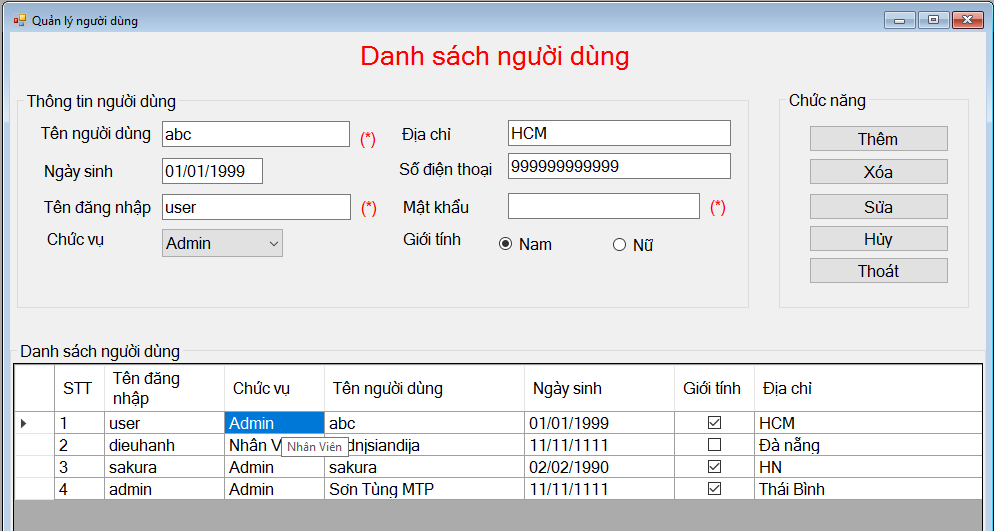 Quản lý người dùng
Danh sách người dùng
Thông tin người dùng
Chức năng
Tên người dùng abc (*) Địa chỉ HCM
Thêm
Ngày sinh 01/01/1999 Số điện thoại 999999999999
Xóa
Tên đăng nhập user (*) Mật khẩu (*)
Sửa
Chức vụ Admin Giới tính Nam Nữ
Hủy
Thoát
Danh sách người dùng
STT Tên đăng nhập Chức vụ Tên người dùng Ngày sinh Giới tính Địa chỉ
1 user Admin abc 01/01/1999 HCM
2 dieuhanh Nhân V dnjsiandija 11/11/1111 Đà nẵng
Nhân Viên
3 sakura Admin sakura 02/02/1990 HN
4 admin Admin Sơn Tùng MTP 11/11/1111 Thái Bình